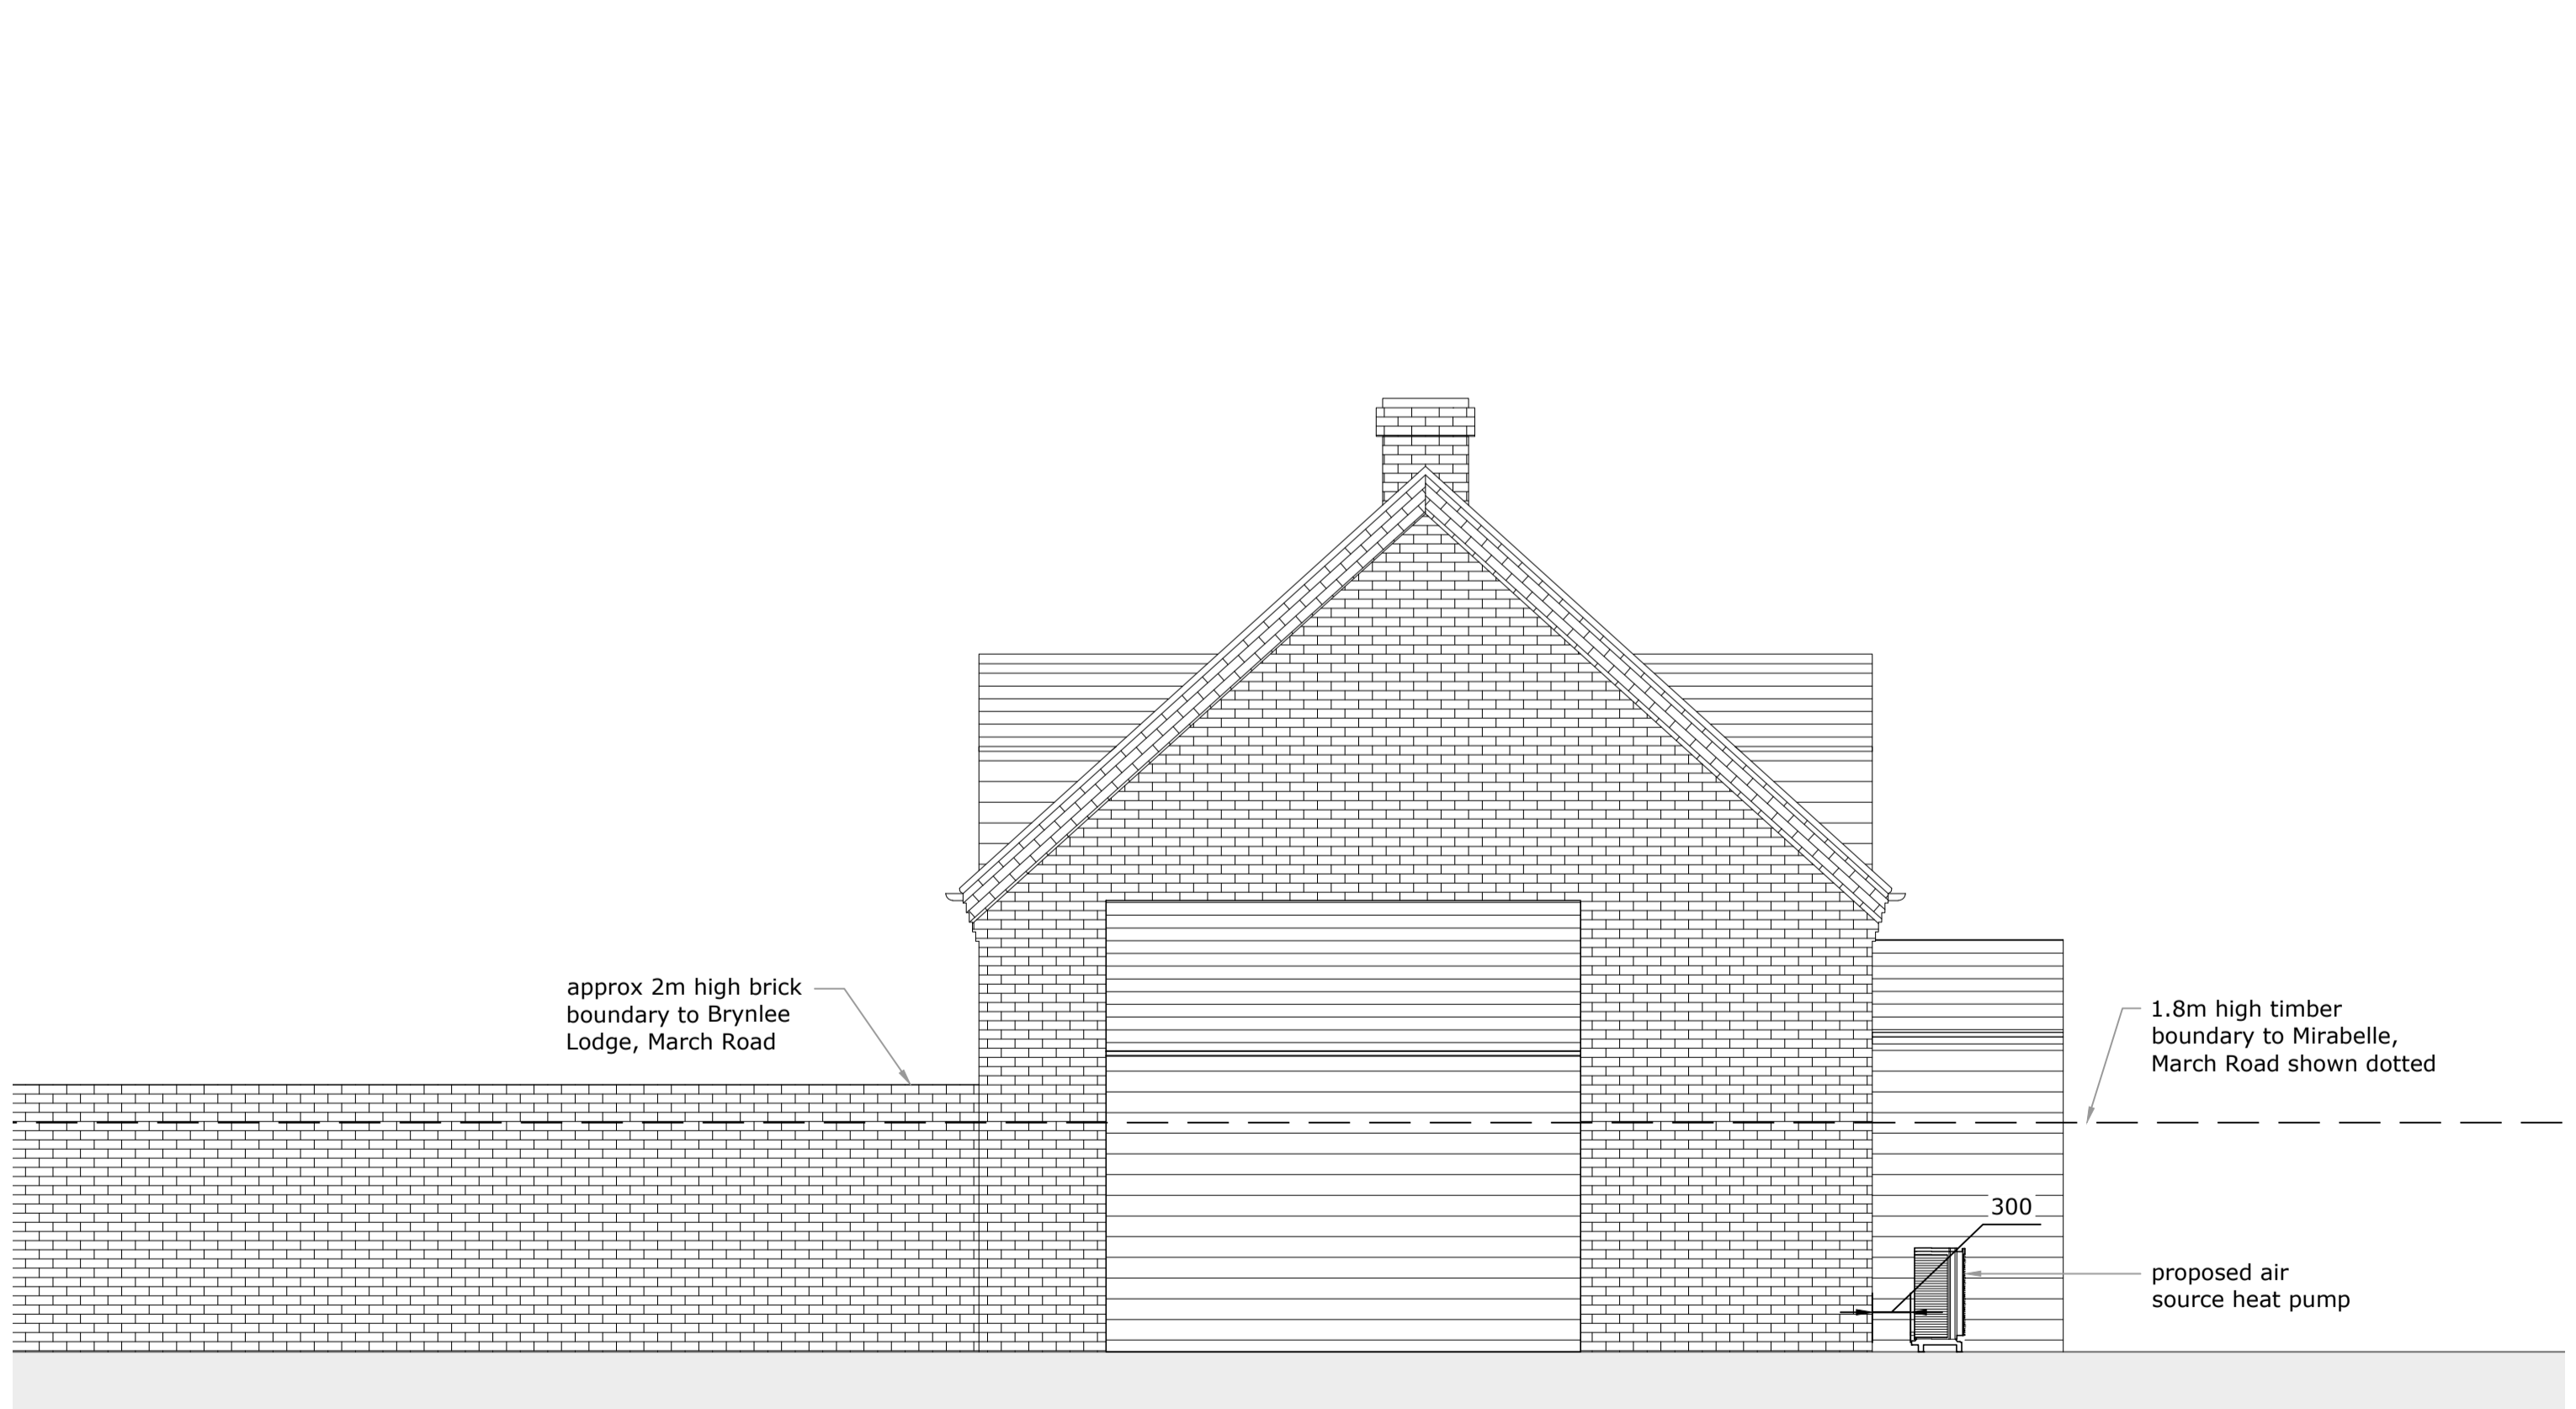 approx 2m high brick
boundary to Brynlee
Lodge, March Road
1.8m high timber
boundary to Mirabelle,
March Road shown dotted
300
proposed air
source heat pump